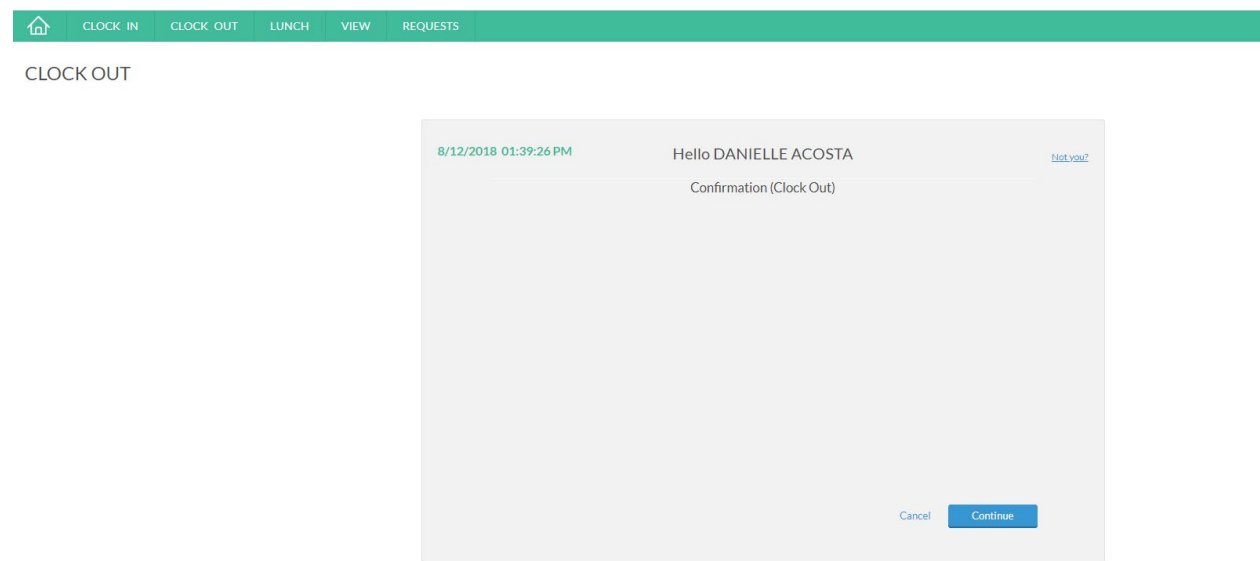 CLOCK IN CLOCK OUT LUNCH VIEW REQUESTS
CLOCK OUT
8/12/2018 01:39:26 PM Hello DANIELLE ACOSTA Not you?
Confirmation (Clock Out)
Cancel Continue